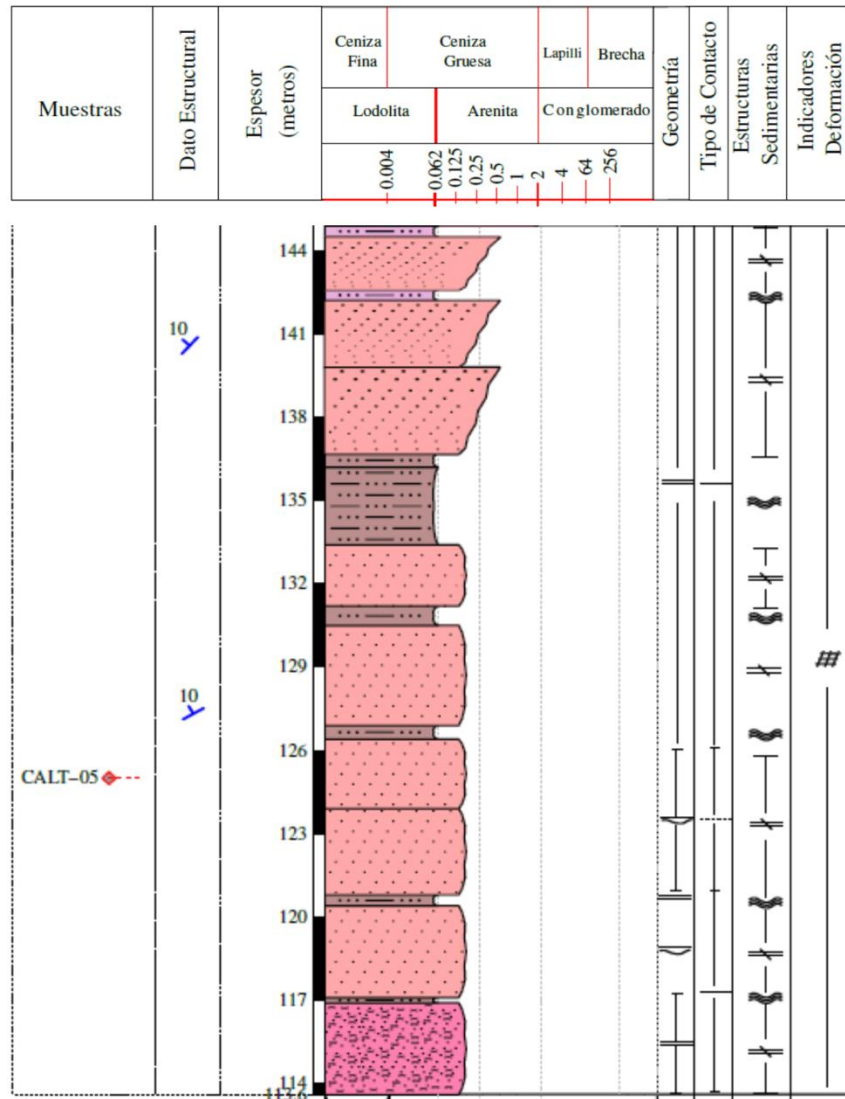 Muestras
Dato Estructural
Espesor
(metros)
Ceniza
Fina
Ceniza
Gruesa
Lapilli
Brecha
Lodolita
Arenita
Conglomerado
0.004
0.062
0.125
0.25
0.5
1
2
4
64
256
Geometría
Tipo de Contacto
Estructuras
Sedimentarias
Indicadores
Deformación
144
141
10
138
135
132
129
10
126
CALT-05
123
120
117
114